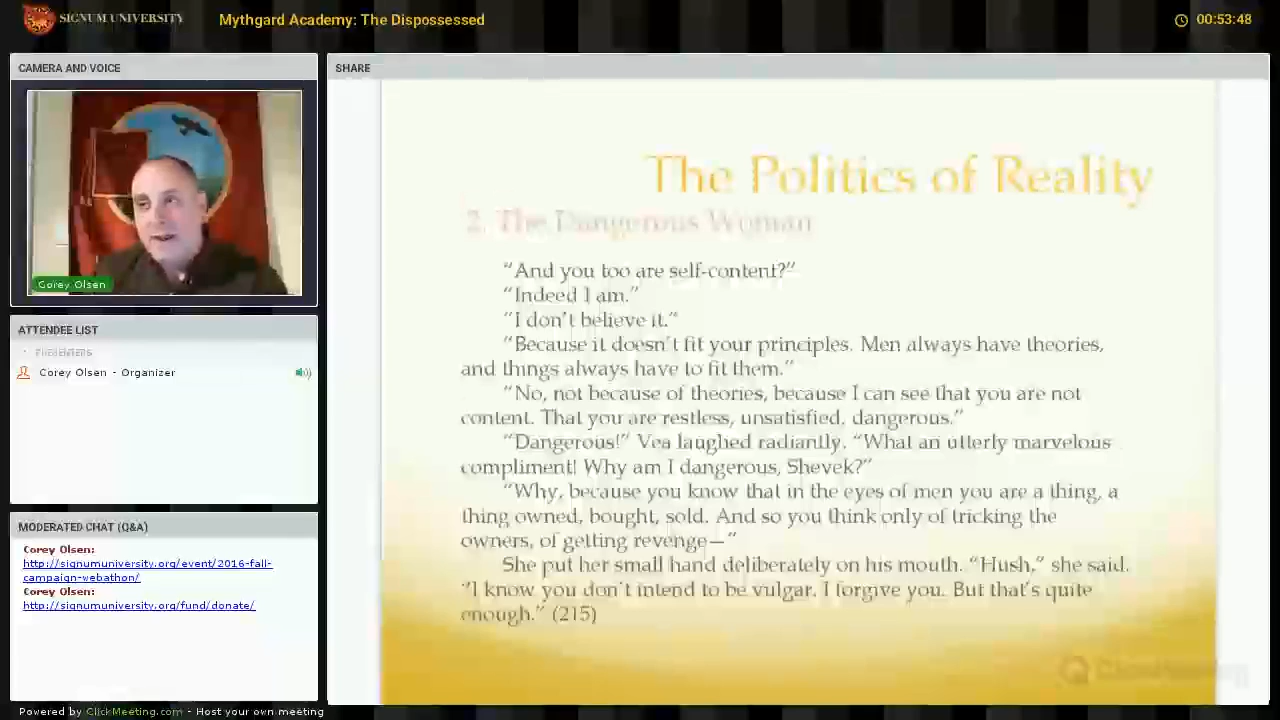 SIGNUM UNIVERSITY
Mythgard Academy: The Dispossessed
00:53:48
CAMERA AND VOICE
Corey Olsen
ATTENDEE LIST
Corey Olsen - Organizer
MODERATED CHAT (Q&A)
Corey Olsen:
http://signumuniversity.org/event/2016-fall-
campaign-webathon/
Corey Olsen:
http://signumuniversity.org/fund/donate/
SHARE
The Politics of Reality
2. The Dangerous Woman
“And you too are self-content?”
“Indeed I am.”
“I don’t believe it.”
“Because it doesn’t fit your principles. Men always have theories,
and things always have to fit them.”
“No, not because of theories, because I can see that you are not
content. That you are restless, unsatisfied, dangerous.”
“Dangerous!” Vea laughed radiantly. “What an utterly marvelous
compliment! Why am I dangerous, Shevek?”
“Why, because you know that in the eyes of men you are a thing, a
thing owned, bought, sold. And so you think only of tricking the
owners, of getting revenge—”
She put her small hand deliberately on his mouth. “Hush,” she said.
“I know you don’t intend to be vulgar. I forgive you. But that’s quite
enough.” (215)
ClickMeeting
Powered by ClickMeeting.com - Host your own meeting